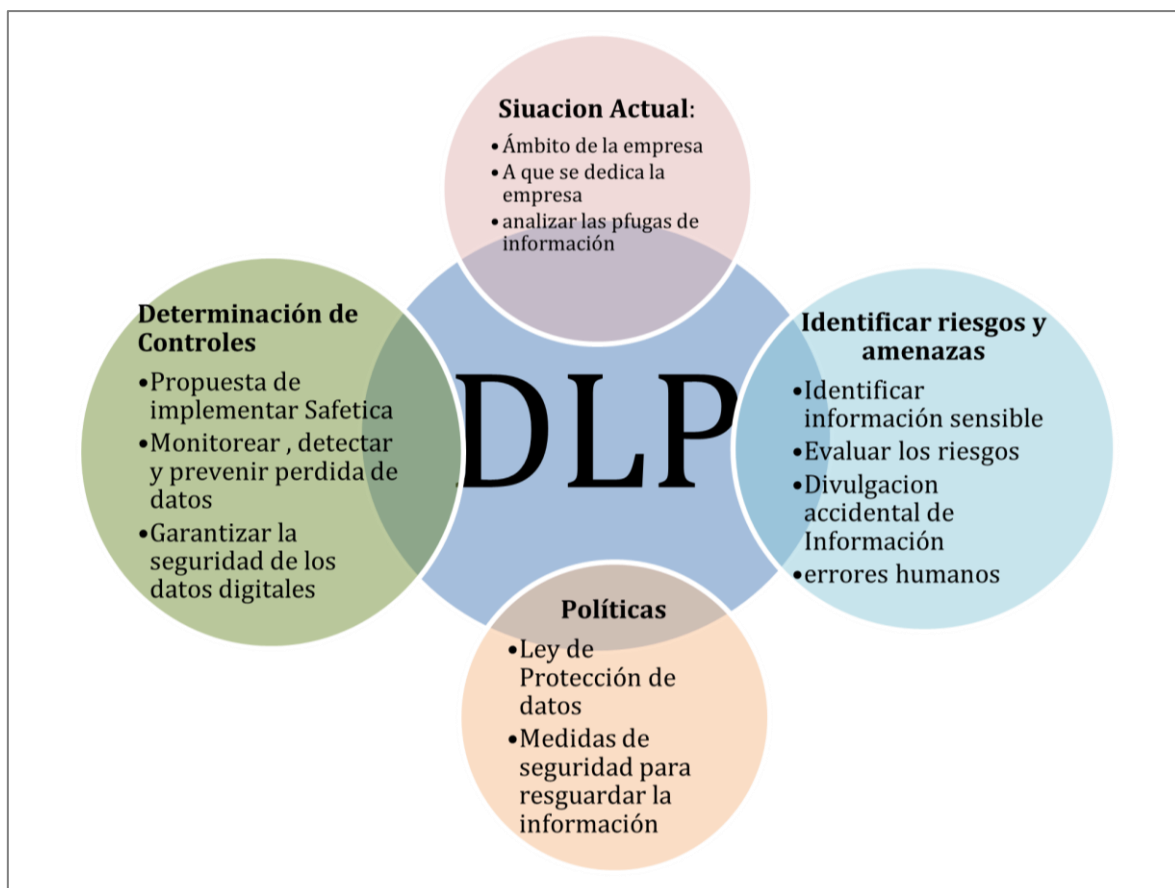 Siuacion Actual:
•Ámbito de la empresa
•A que se dedica la
empresa
•analizar las pfugas de
información
Determinación de
Controles
•Propuesta de
implementar Safetica
•Monitorear , detectar
y prevenir perdida de
datos
•Garantizar la
seguridad de los
datos digitales
DLP
Identificar riesgos y
amenazas
•Identificar
información sensible
•Evaluar los riesgos
•Divulgacion
accidental de
Información
•errores humanos
Políticas
•Ley de
Protección de
datos
•Medidas de
seguridad para
resguardar la
información